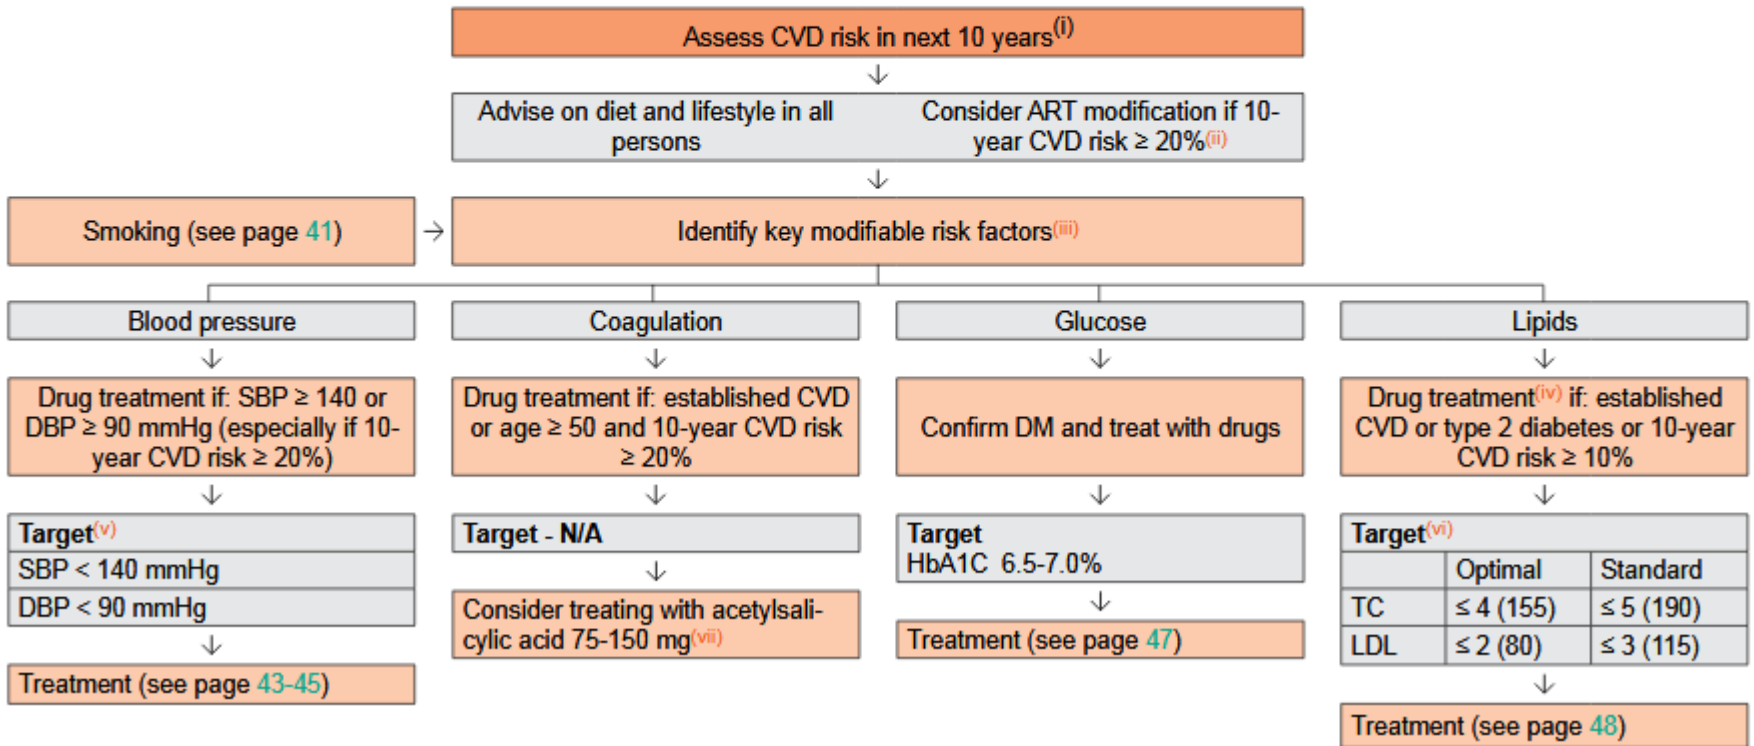 Assess CVD risk in next 10 years(i)
Advise on diet and lifestyle in all
persons
Consider ART modification if 10-
year CVD risk ≥ 20%(ii)
Smoking (see page 41)
Identify key modifiable risk factors(iii)
Blood pressure
Drug treatment if: SBP ≥ 140 or
DBP ≥ 90 mmHg (especially if 10-
year CVD risk ≥ 20%)
Target(v)
SBP < 140 mmHg
DBP < 90 mmHg
Treatment (see page 43-45)
Coagulation
Drug treatment if: established CVD
or age ≥ 50 and 10-year CVD risk
≥ 20%
Target - N/A
Consider treating with acetylsali-
cylic acid 75-150 mg(vii)
Glucose
Confirm DM and treat with drugs
Target
HbA1C 6.5-7.0%
Treatment (see page 47)
Lipids
Drug treatment(iv) if: established
CVD or type 2 diabetes or 10-year
CVD risk ≥ 10%
Target(vi)
Optimal Standard
TC ≤ 4 (155) ≤ 5 (190)
LDL ≤ 2 (80) ≤ 3 (115)
Treatment (see page 48)